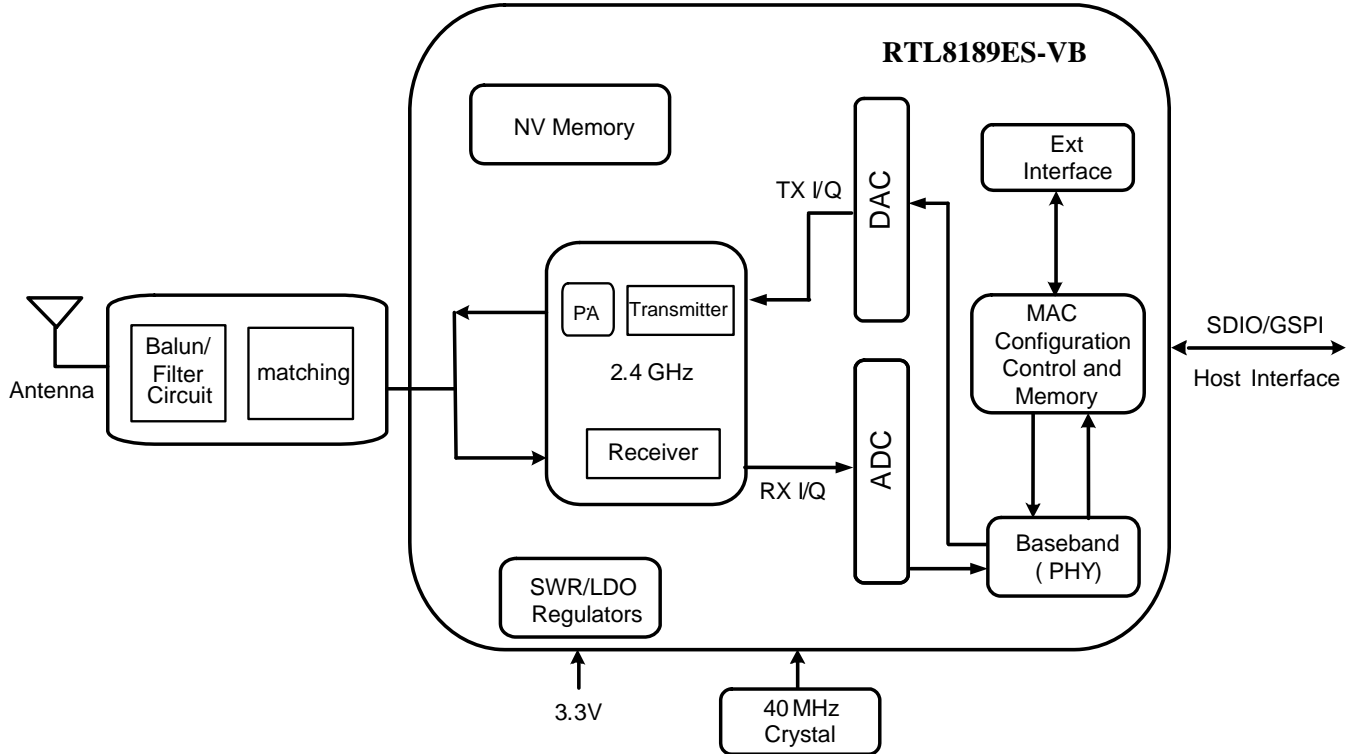 RTL8189ES-VB
NV Memory
Ext
Interface
TX I/Q
DAC
PA
Transmitter
2.4 GHz
Receiver
MAC
Configuration
Control and
Memory
SDIO/GSPI
Host Interface
Balun/
Filter
Circuit
matching
Antenna
RX I/Q
ADC
Baseband
( PHY)
SWR/LDO
Regulators
3.3V
40 MHz
Crystal